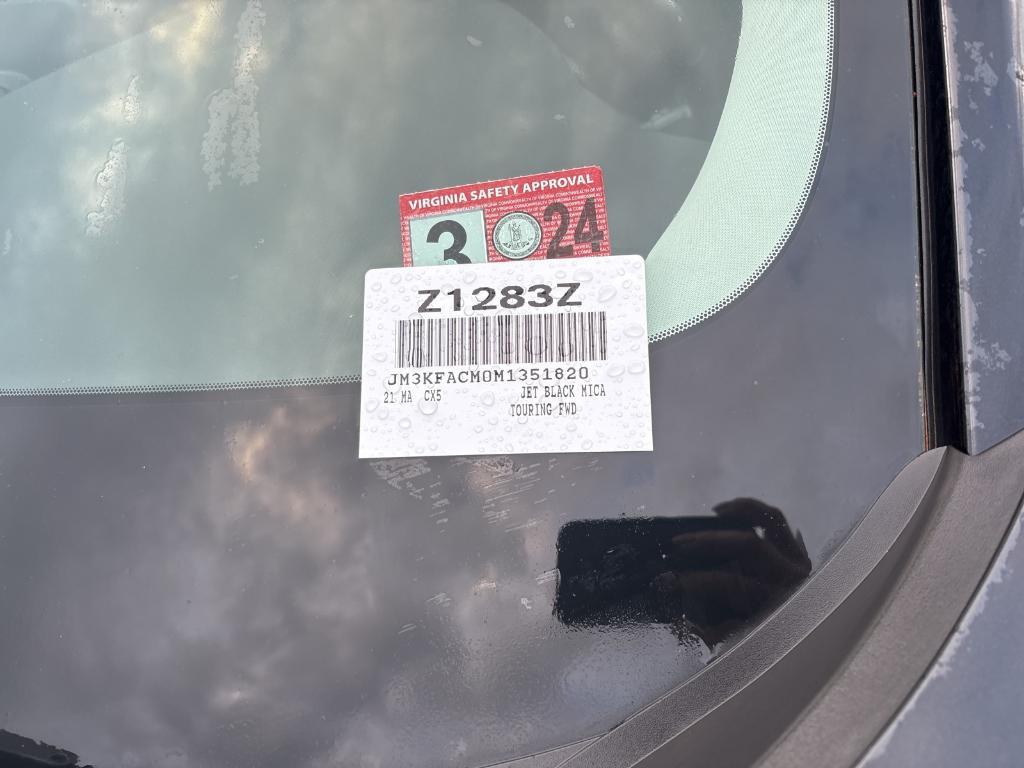 VIRGINIA SAFETY APPROVAL
3 24
Z1283Z
JM3KFACM0M1351820
21 MA CX5 JET BLACK MICA
TOURING FWD